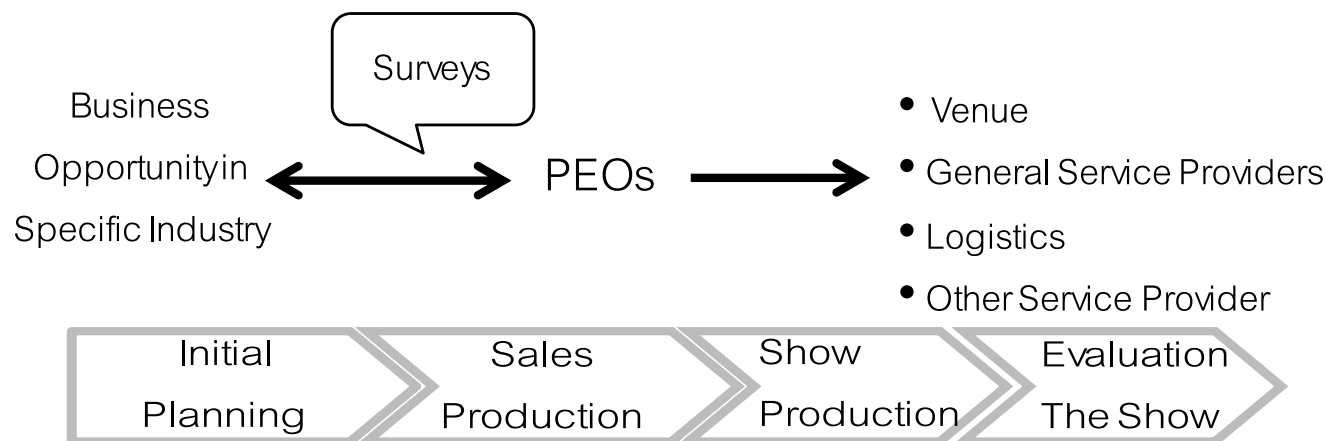 Surveys
Business
Opportunityin
Specific Industry
PEOs
• Venue
• General Service Providers
• Logistics
• Other Service Provider
Initial
Planning
Sales
Production
Show
Production
Evaluation
The Show